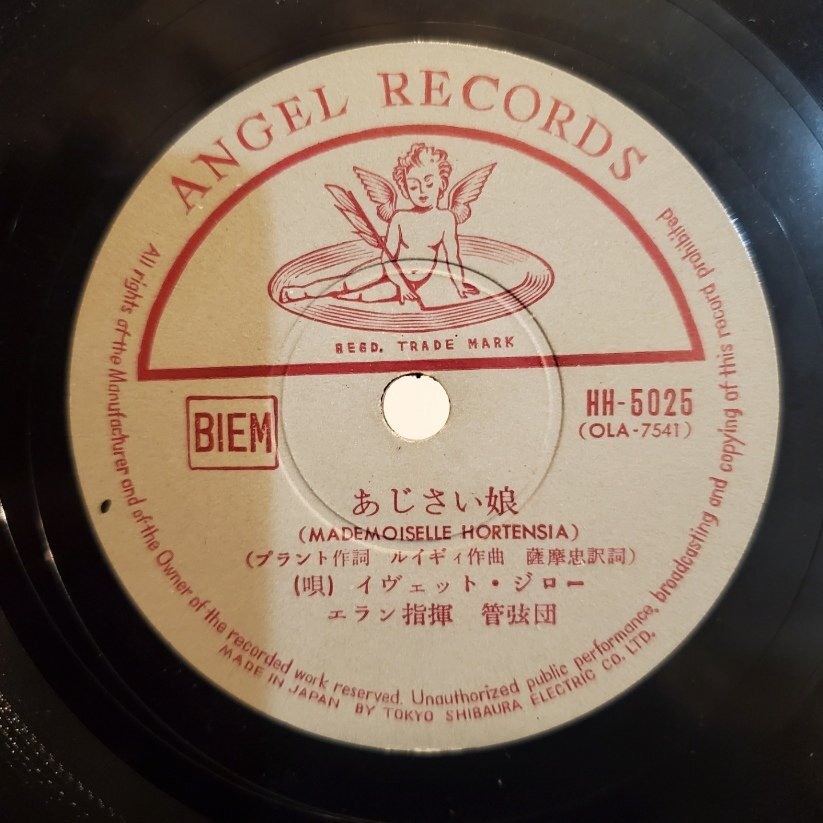 ANGEL RECORDS
REGD. TRADE MARK
BIEM
HH-5025
(OLA-7541)
あじさい娘
(MADEMOISELLE HORTENSIA)
(プラント作詞 ルイギィ作曲 薩摩忠訳詞)
(唄) イヴェット・ジロー
エラン指揮 管弦団
All rights of the Manufacturer and of the Owner of the recorded work reserved. Unauthorized public performance, broadcasting and copying of this record prohibited
MADE IN JAPAN BY TOKYO SHIBAURA ELECTRIC CO. LTD.